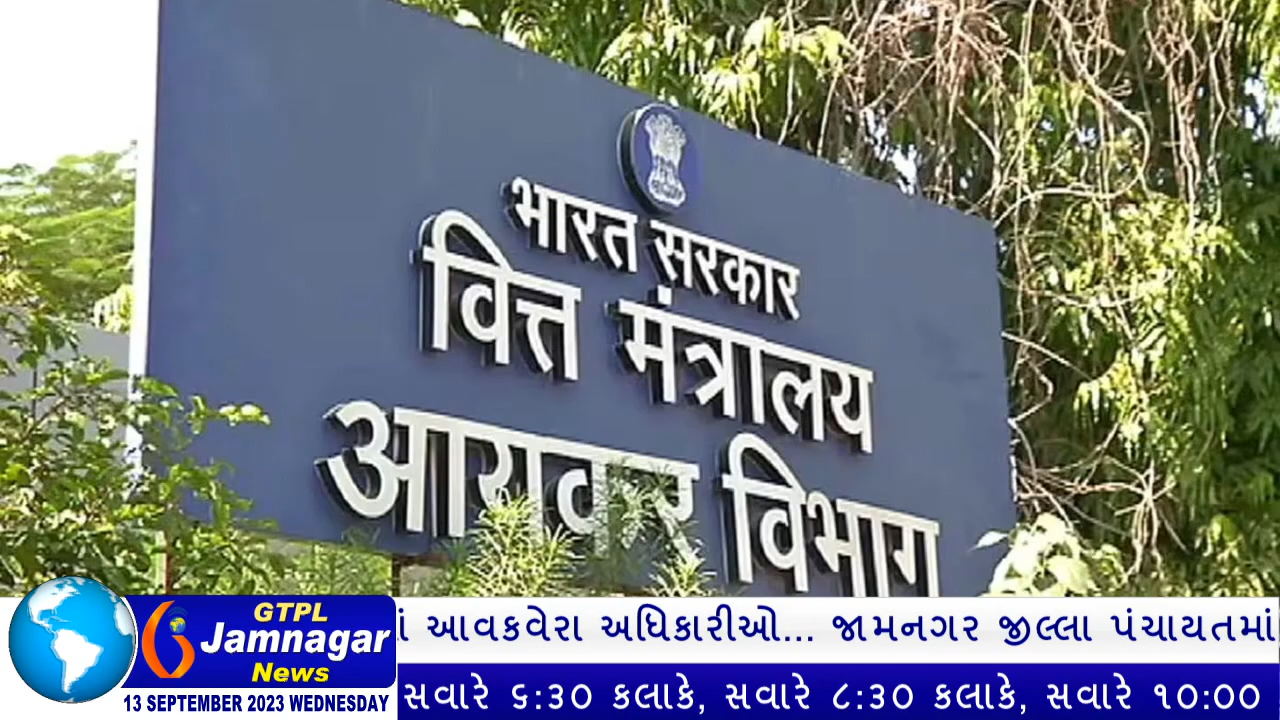 भारत सरकार
वित्त मंत्रालय
आयकर विभाग
GTPL
Jamnagar
News
13 SEPTEMBER 2023 WEDNESDAY
આવકવેરા અધિકારીઓ... જામનગર જીલ્લા પંચાયતમાં
સવારે ૬:૩૦ કલાકે, સવારે ૮:૩૦ કલાકે, સવારે ૧૦:૦૦